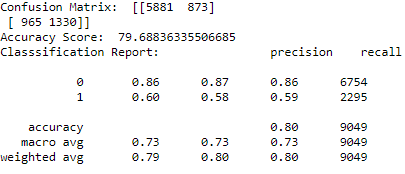 Confusion Matrix:  [[5881  873]
 [ 965 1330]]
Accuracy Score:  79.68836335506685
Classsification Report:               precision    recall
           0       0.86      0.87      0.86      6754
           1       0.60      0.58      0.59      2295
    accuracy                           0.80      9049
   macro avg       0.73      0.73      0.73      9049
weighted avg       0.79      0.80      0.80      9049